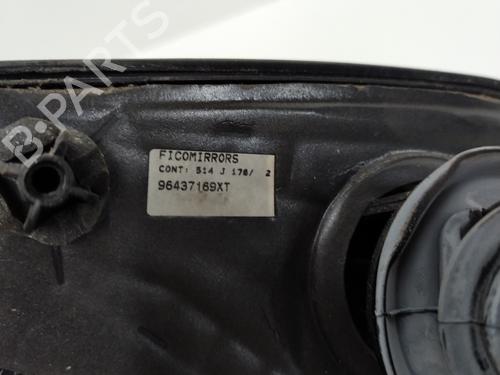 B-PARTS
FICOMIRRORS
CONT: 514 J 178/ 2
96437169XT